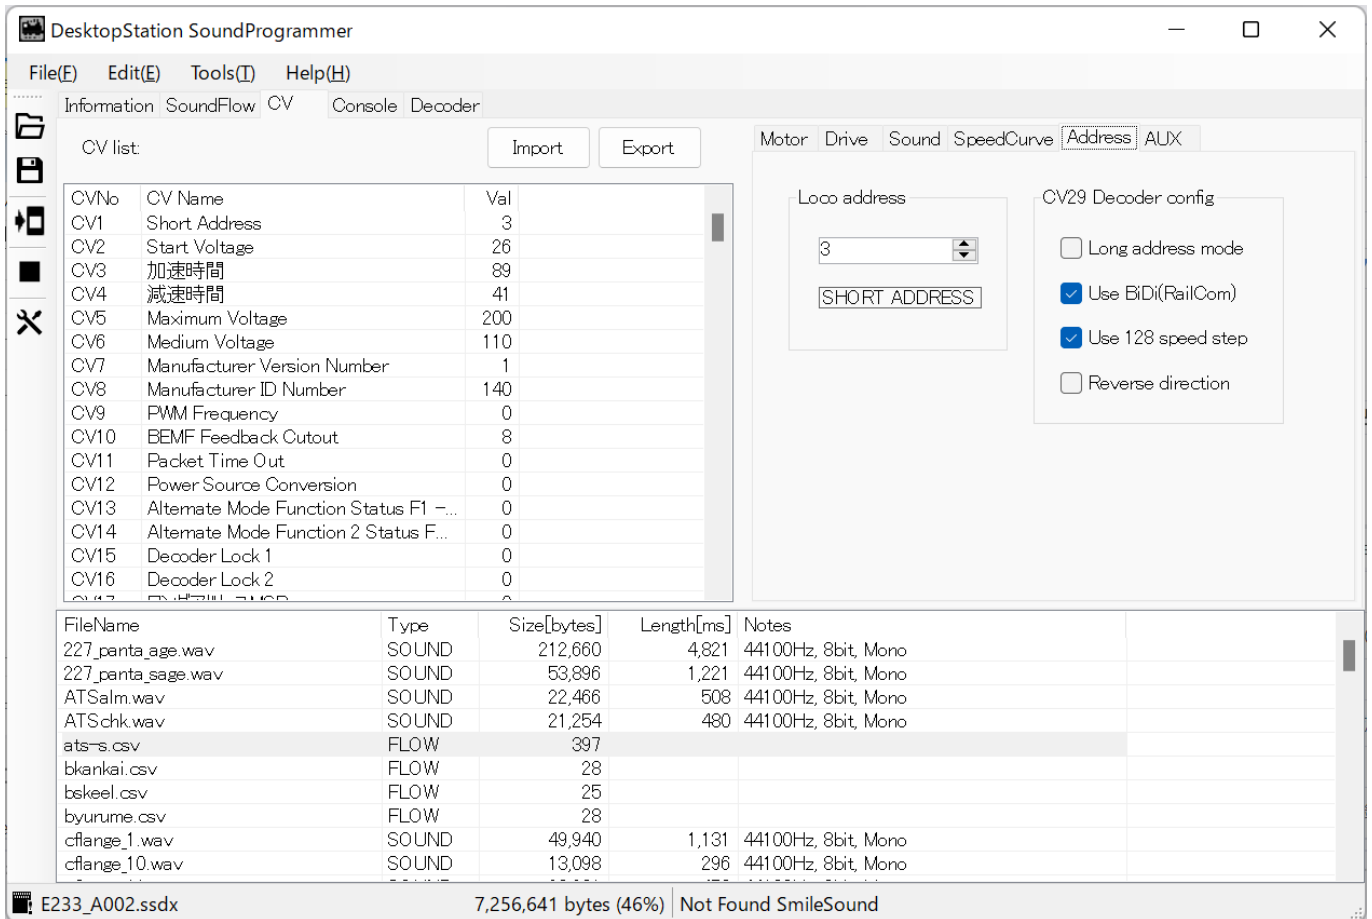 DesktopStation SoundProgrammer
File(F) Edit(E) Tools(T) Help(H)
Information SoundFlow CV Console Decoder
CV list:
Import Export
CVNo CV Name Val
CV1 Short Address 3
CV2 Start Voltage 26
CV3 加速時間 89
CV4 減速時間 41
CV5 Maximum Voltage 200
CV6 Medium Voltage 110
CV7 Manufacturer Version Number 1
CV8 Manufacturer ID Number 140
CV9 PWM Frequency 0
CV10 BEMF Feedback Cutout 8
CV11 Packet Time Out 0
CV12 Power Source Conversion 0
CV13 Alternate Mode Function Status F1 -... 0
CV14 Alternate Mode Function 2 Status F... 0
CV15 Decoder Lock 1 0
CV16 Decoder Lock 2 0
Motor Drive Sound SpeedCurve Address AUX
Loco address
3
SHORT ADDRESS
CV29 Decoder config
Long address mode
Use BiDi(RailCom)
Use 128 speed step
Reverse direction
FileName Type Size[bytes] Length[ms] Notes
227_panta_age.wav SOUND 212,660 4,821 44100Hz, 8bit, Mono
227_panta_sage.wav SOUND 53,896 1,221 44100Hz, 8bit, Mono
ATSalm.wav SOUND 22,466 508 44100Hz, 8bit, Mono
ATSchk.wav SOUND 21,254 480 44100Hz, 8bit, Mono
ats-s.csv FLOW 397
bkankai.csv FLOW 28
bskeel.csv FLOW 25
byurume.csv FLOW 28
cflange_1.wav SOUND 49,940 1,131 44100Hz, 8bit, Mono
cflange_10.wav SOUND 13,098 296 44100Hz, 8bit, Mono
E233_A002.ssdx 7,256,641 bytes (46%) Not Found SmileSound